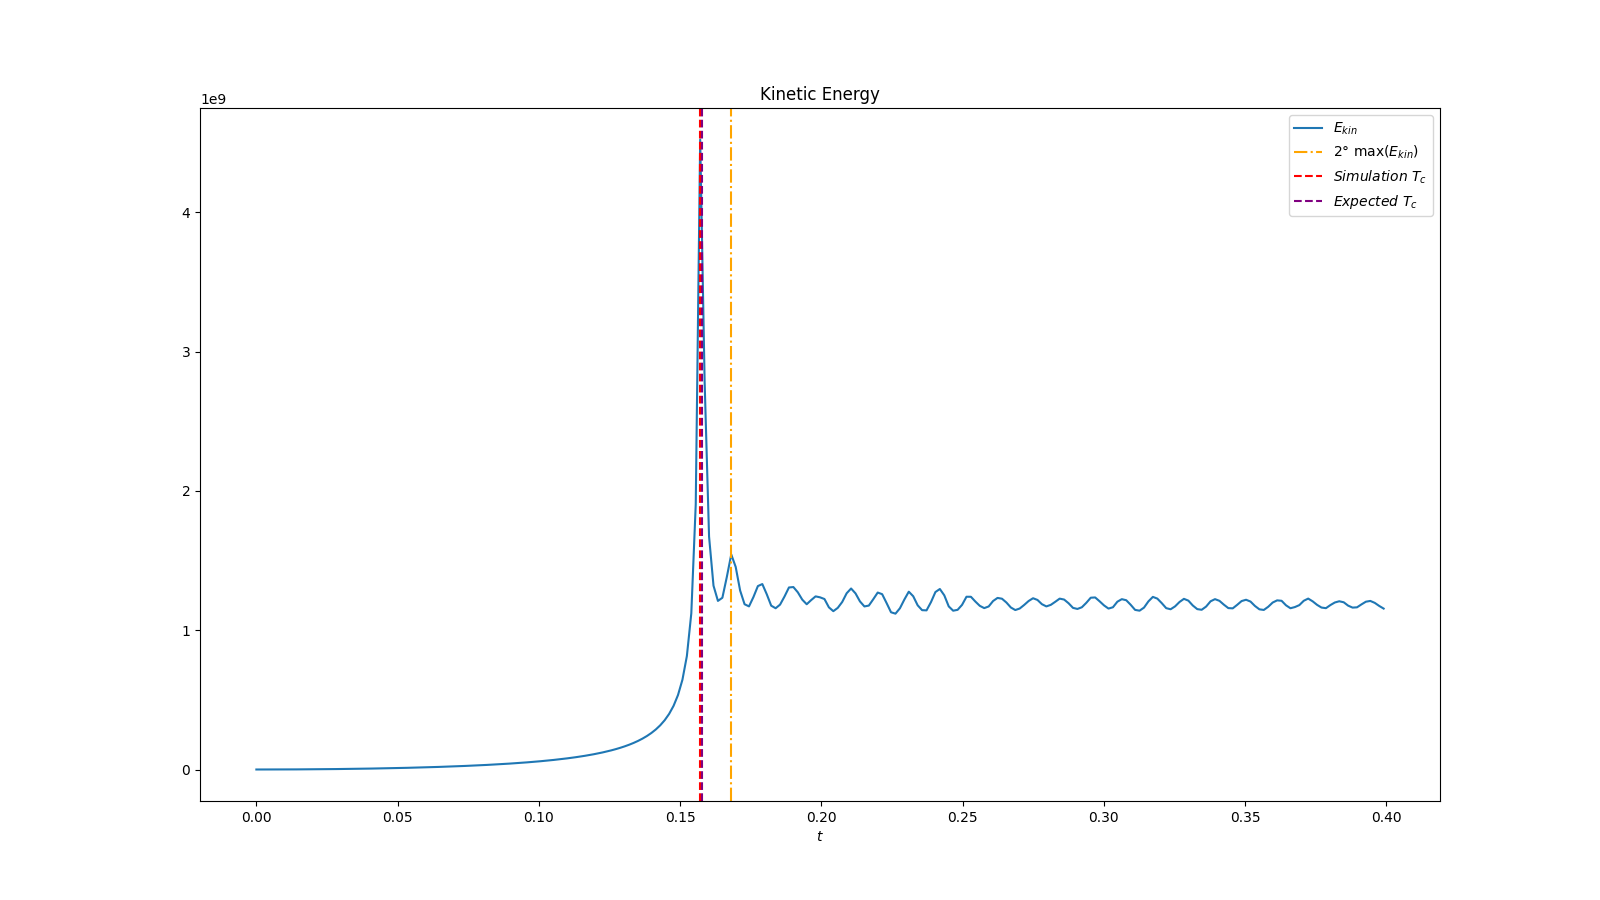 Kinetic Energy
1e9
E_kin
2° max(E_kin)
Simulation T_c
Expected T_c
4
3
2
1
0
0.00 0.05 0.10 0.15 0.20 0.25 0.30 0.35 0.40
t